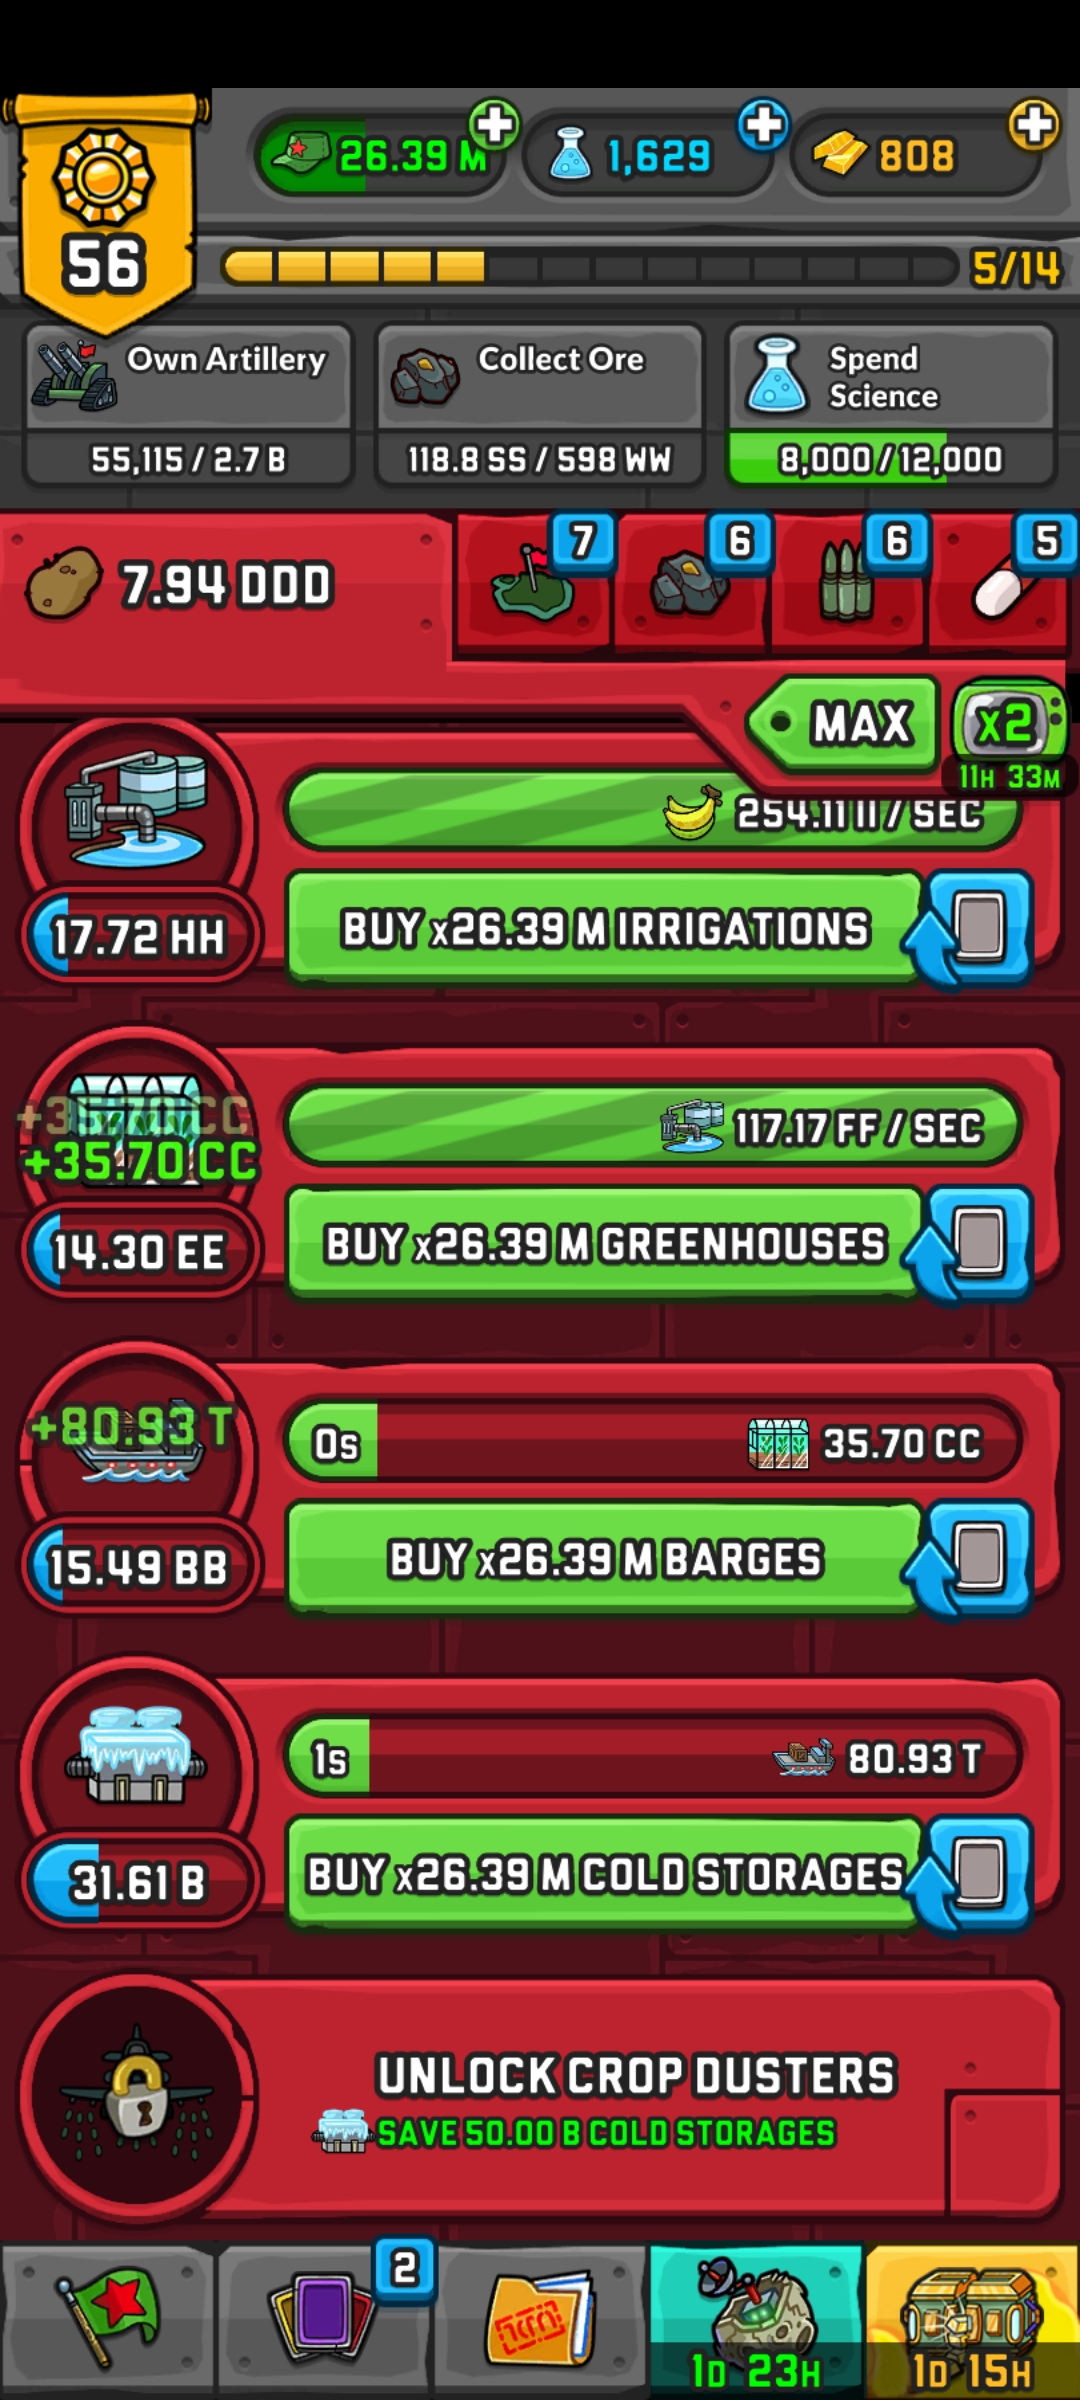 26.39 M
1,629
808
56
5/14
Own Artillery
55,115 / 2.7 B
Collect Ore
118.8 SS / 598 WW
Spend
Science
8,000 / 12,000
7.94 DDD
7
6
6
5
MAX
x2
11H 33M
254.11 II / SEC
17.72 HH
BUY x26.39 M IRRIGATIONS
117.17 FF / SEC
+35.70 CC
+35.70 CC
14.30 EE
BUY x26.39 M GREENHOUSES
+80.93 T
0s
35.70 CC
15.49 BB
BUY x26.39 M BARGES
1s
80.93 T
31.61 B
BUY x26.39 M COLD STORAGES
UNLOCK CROP DUSTERS
SAVE 50.00 B COLD STORAGES
2
1D 23H
1D 15H